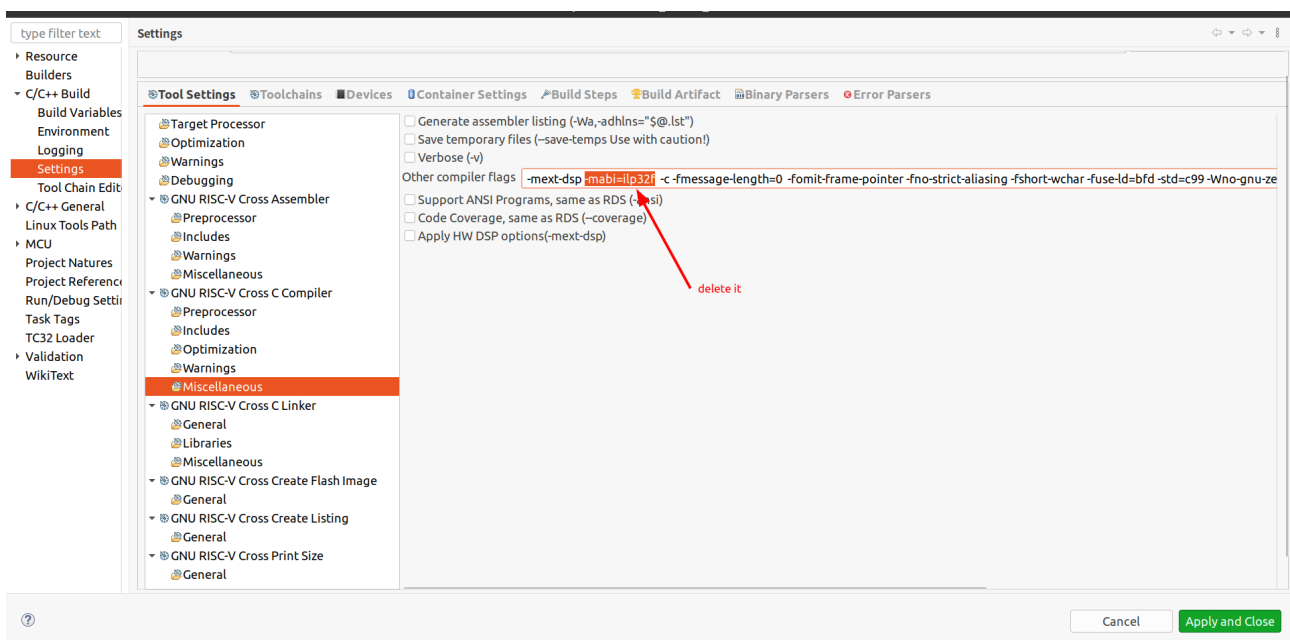 type filter text
Settings
Resource
Builders
C/C++ Build
Build Variables
Environment
Logging
Settings
Tool Chain Edit
C/C++ General
Linux Tools Path
MCU
Project Natures
Project Reference
Run/Debug Settin
Task Tags
TC32 Loader
Validation
WikiText
Tool Settings Toolchains Devices Container Settings Build Steps Build Artifact Binary Parsers Error Parsers
Target Processor
Optimization
Warnings
Debugging
GNU RISC-V Cross Assembler
Preprocessor
Includes
Warnings
Miscellaneous
GNU RISC-V Cross C Compiler
Preprocessor
Includes
Optimization
Warnings
Miscellaneous
GNU RISC-V Cross C Linker
General
Libraries
Miscellaneous
GNU RISC-V Cross Create Flash Image
General
GNU RISC-V Cross Create Listing
General
GNU RISC-V Cross Print Size
General
Generate assembler listing (-Wa,-adhlns="$@.lst")
Save temporary files (--save-temps Use with caution!)
Verbose (-v)
Other compiler flags -mext-dsp -mabi=ilp32f -c -fmessage-length=0 -fomit-frame-pointer -fno-strict-aliasing -fshort-wchar -fuse-ld=bfd -std=c99 -Wno-gnu-ze
Support ANSI Programs, same as RDS (-ansi)
Code Coverage, same as RDS (--coverage)
Apply HW DSP options(-mext-dsp)
delete it
Cancel
Apply and Close